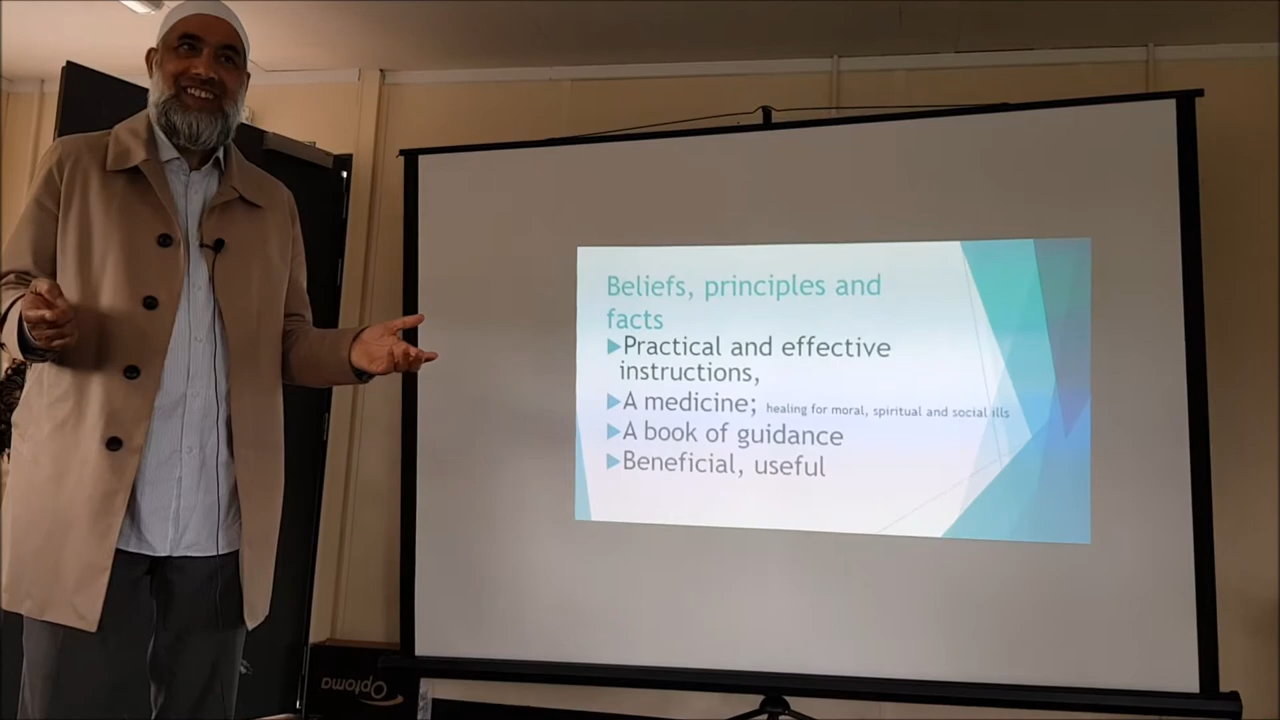 Beliefs, principles and
facts
Practical and effective
instructions,
A medicine; healing for moral, spiritual and social ills
A book of guidance
Beneficial, useful
Optoma